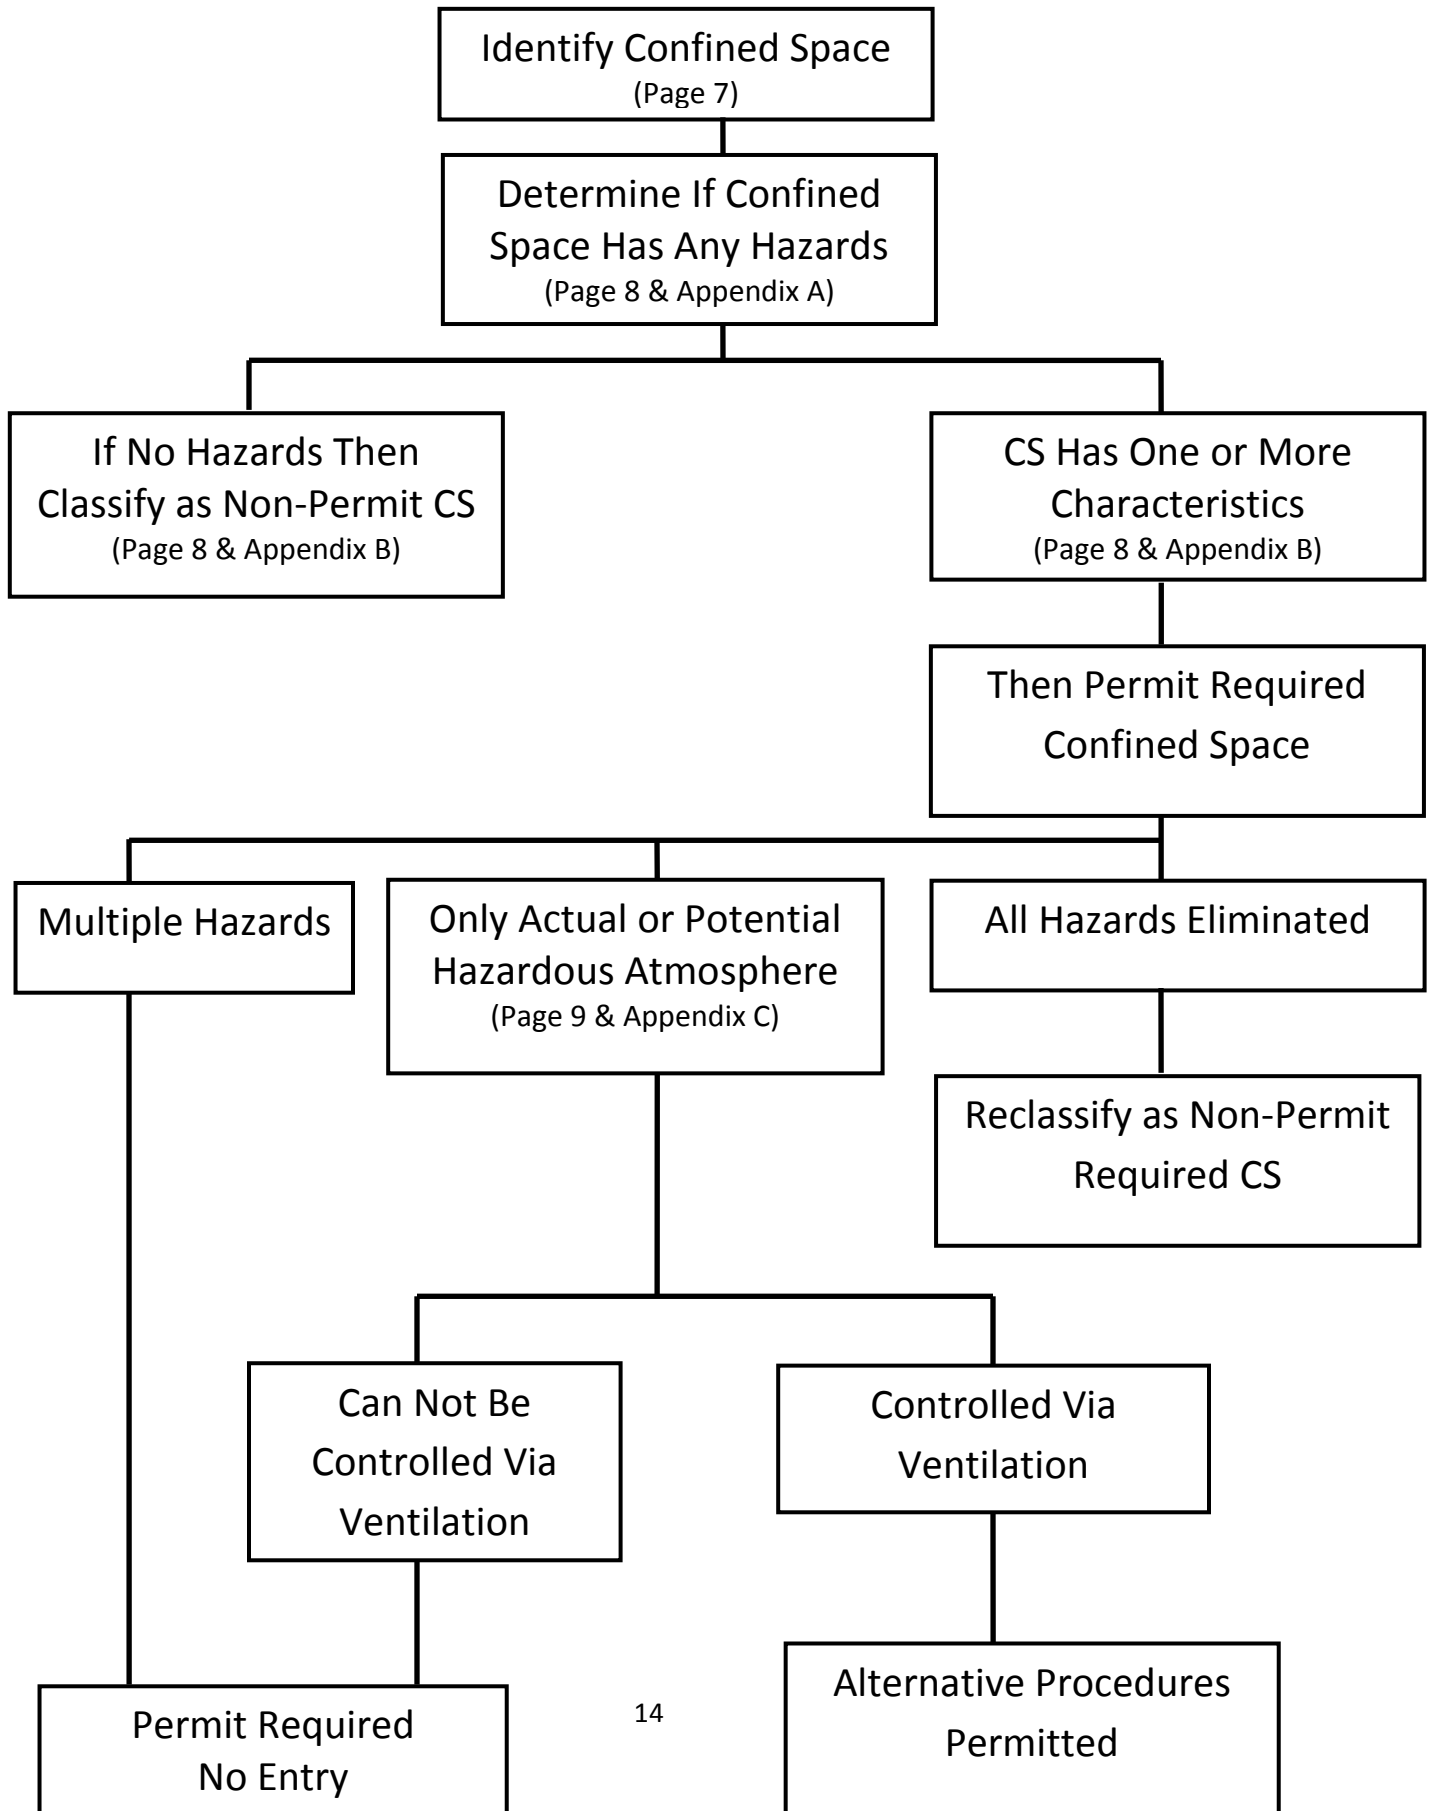 Identify Confined Space
(Page 7)
Determine If Confined
Space Has Any Hazards
(Page 8 & Appendix A)
If No Hazards Then
Classify as Non-Permit CS
(Page 8 & Appendix B)
CS Has One or More
Characteristics
(Page 8 & Appendix B)
Then Permit Required
Confined Space
Multiple Hazards
Only Actual or Potential
Hazardous Atmosphere
(Page 9 & Appendix C)
All Hazards Eliminated
Reclassify as Non-Permit
Required CS
Can Not Be
Controlled Via
Ventilation
Controlled Via
Ventilation
Permit Required
No Entry
14
Alternative Procedures
Permitted